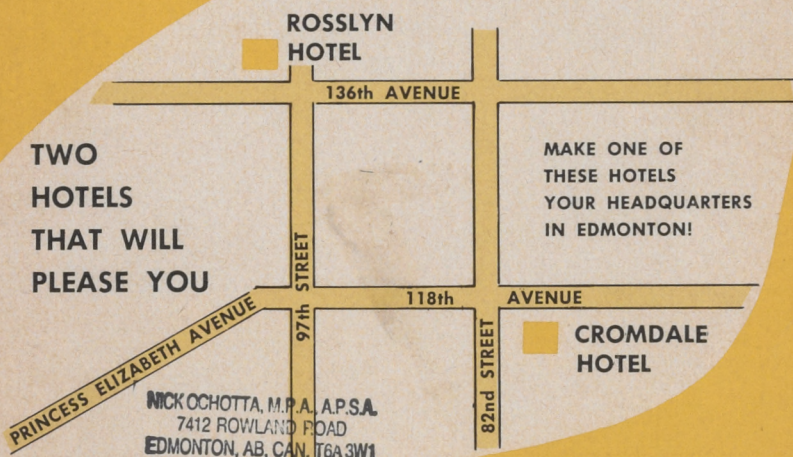 ROSSLYN
HOTEL
136th AVENUE
TWO
HOTELS
THAT WILL
PLEASE YOU
MAKE ONE OF
THESE HOTELS
YOUR HEADQUARTERS
IN EDMONTON!
97th STREET
118th AVENUE
PRINCESS ELIZABETH AVENUE
82nd STREET
CROMDALE
HOTEL
NICK OCHOTTA, M.P.A., A.P.S.A.
7412 ROWLAND ROAD
EDMONTON, AB, CAN, T6A 3W1